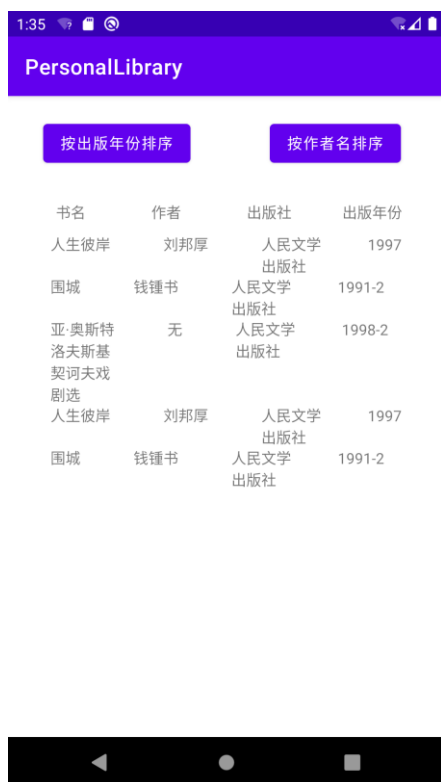 1:35
PersonalLibrary
按出版年份排序 按作者名排序
书名 作者 出版社 出版年份
人生彼岸 刘邦厚 人民文学 1997
出版社
围城 钱锺书 人民文学 1991-2
出版社
亚·奥斯特 无 人民文学 1998-2
洛夫斯基 出版社
契诃夫戏
剧选
人生彼岸 刘邦厚 人民文学 1997
出版社
围城 钱锺书 人民文学 1991-2
出版社